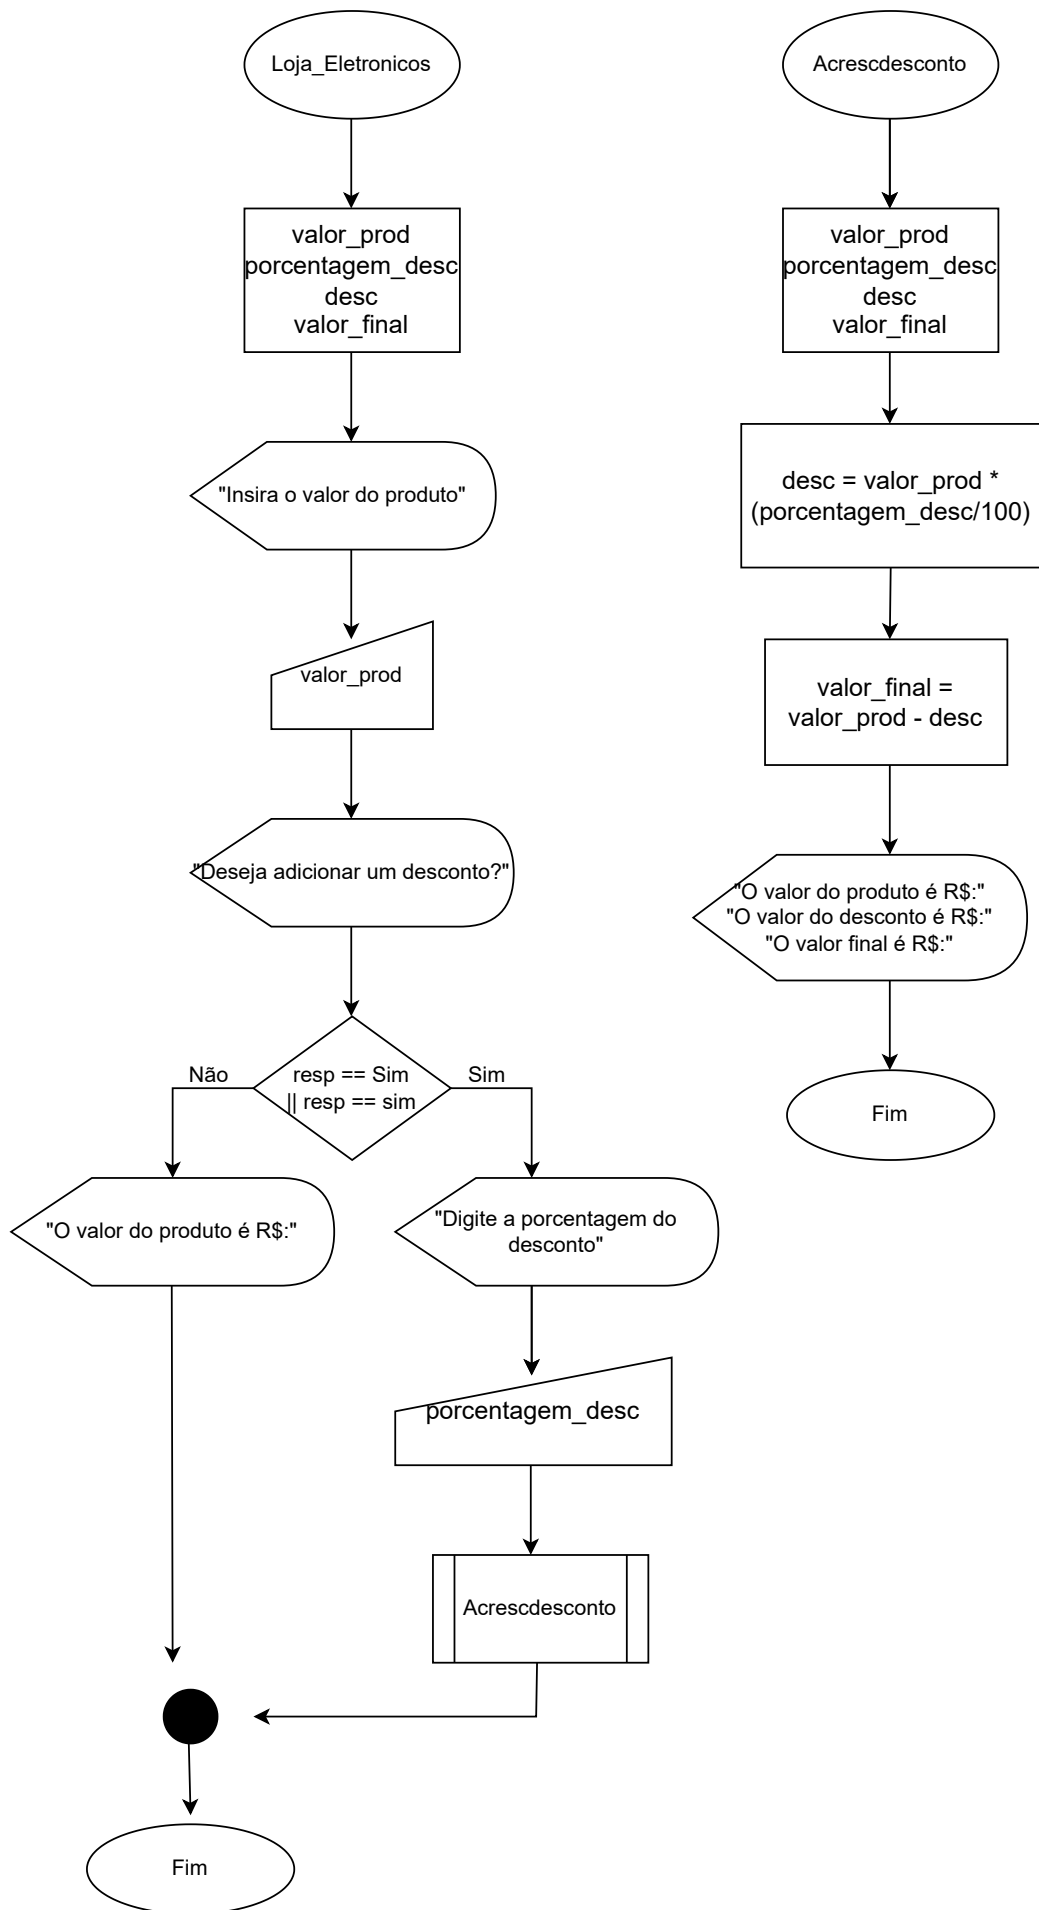 Loja_Eletronicos
valor_prod
porcentagem_desc
desc
valor_final
"Insira o valor do produto"
valor_prod
"Deseja adicionar um desconto?"
resp == Sim
|| resp == sim
Não
Sim
"O valor do produto é R$:"
"Digite a porcentagem do
desconto"
porcentagem_desc
Acrescdesconto
Fim
Acrescdesconto
valor_prod
porcentagem_desc
desc
valor_final
desc = valor_prod *
(porcentagem_desc/100)
valor_final =
valor_prod - desc
"O valor do produto é R$:"
"O valor do desconto é R$:"
"O valor final é R$:"
Fim